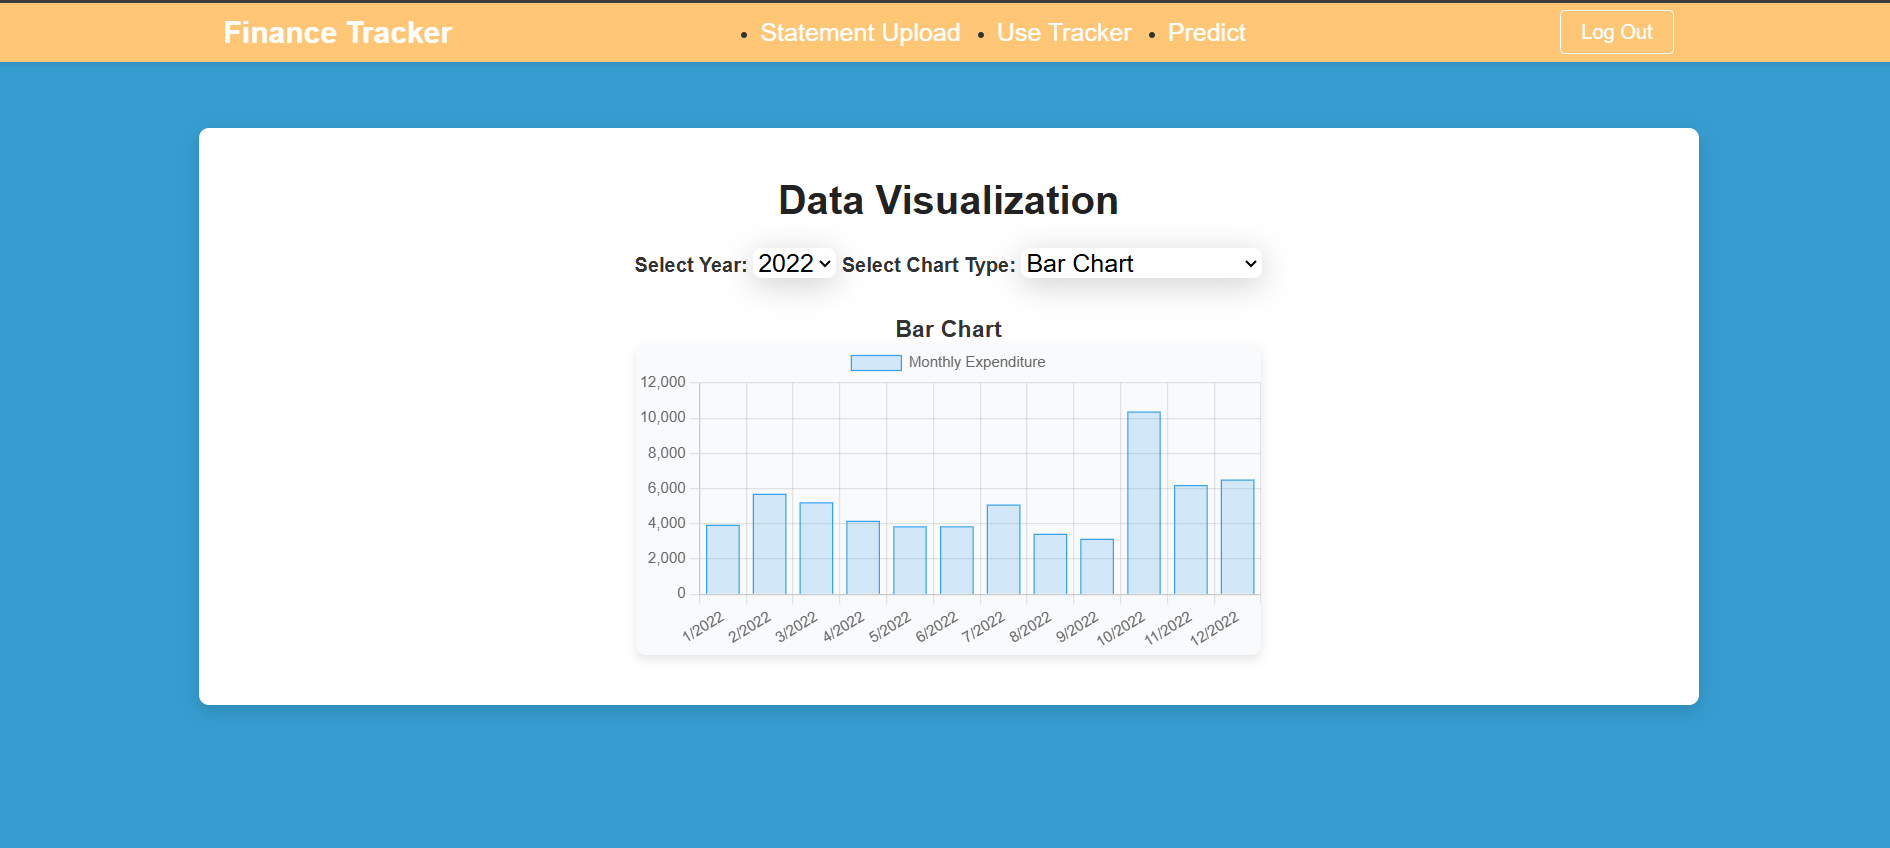 Finance Tracker
• Statement Upload • Use Tracker • Predict
Log Out
Data Visualization
Select Year: 2022 Select Chart Type: Bar Chart
Bar Chart
Monthly Expenditure
12,000
10,000
8,000
6,000
4,000
2,000
0
1/2022 2/2022 3/2022 4/2022 5/2022 6/2022 7/2022 8/2022 9/2022 10/2022 11/2022 12/2022